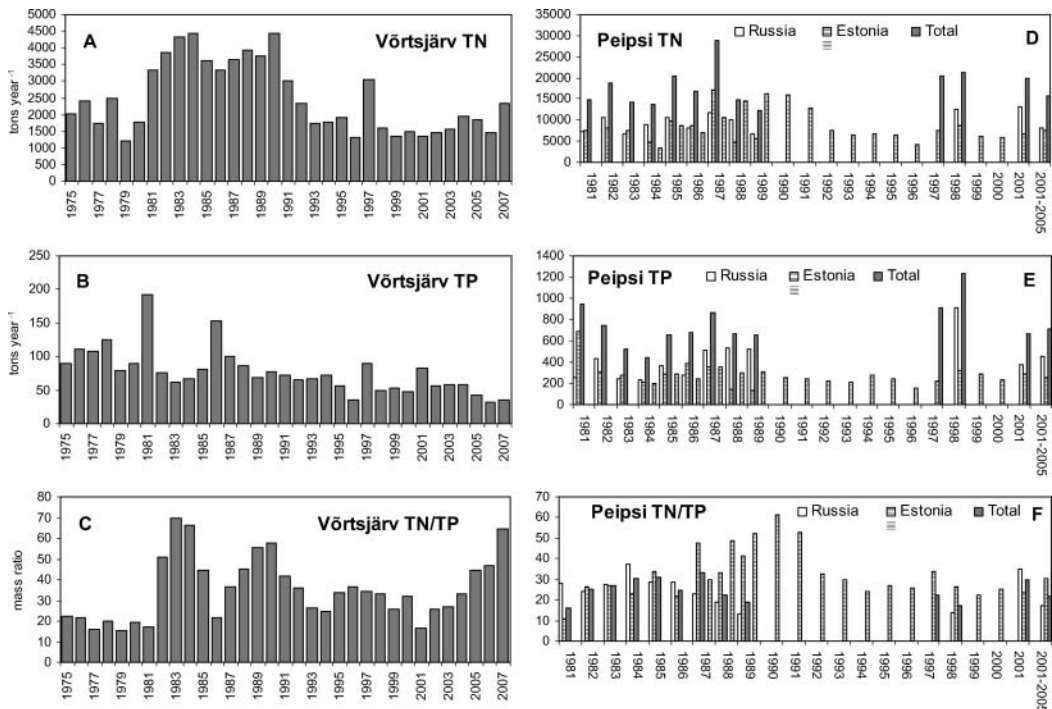 A Võrtsjärv TN
tons year -1
5000
4500
4000
3500
3000
2500
2000
1500
1000
500
0
1975 1977 1979 1981 1983 1985 1987 1989 1991 1993 1995 1997 1999 2001 2003 2005 2007
Peipsi TN D
Russia Estonia Total
35000
30000
25000
20000
15000
10000
5000
0
1981 1982 1983 1984 1985 1986 1987 1988 1989 1990 1991 1992 1993 1994 1995 1996 1997 1998 1999 2000 2001 2001-2005
B Võrtsjärv TP
tons year -1
250
200
150
100
50
0
1975 1977 1979 1981 1983 1985 1987 1989 1991 1993 1995 1997 1999 2001 2003 2005 2007
Peipsi TP E
Russia Estonia Total
1400
1200
1000
800
600
400
200
0
1981 1982 1983 1984 1985 1986 1987 1988 1989 1990 1991 1992 1993 1994 1995 1996 1997 1998 1999 2000 2001 2001-2005
C Võrtsjärv TN/TP
mass ratio
80
70
60
50
40
30
20
10
0
1975 1977 1979 1981 1983 1985 1987 1989 1991 1993 1995 1997 1999 2001 2003 2005 2007
Peipsi TN/TP F
Russia Estonia Total
70
60
50
40
30
20
10
0
1981 1982 1983 1984 1985 1986 1987 1988 1989 1990 1991 1992 1993 1994 1995 1996 1997 1998 1999 2000 2001 2001-2005